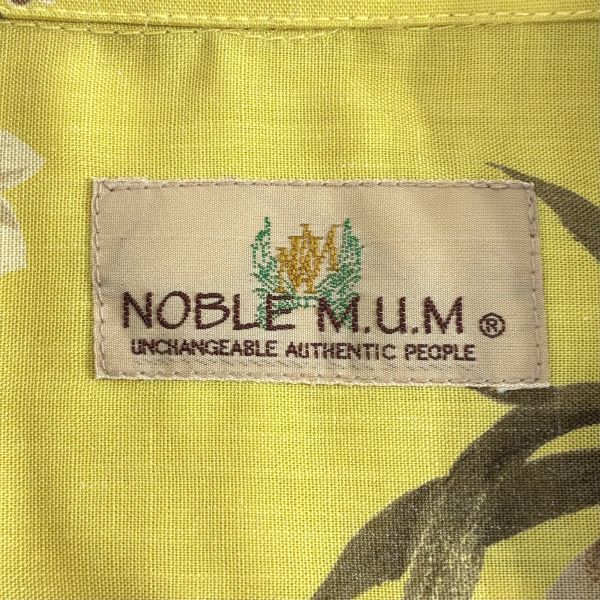 NOBLE M.U.M ®
UNCHANGEABLE AUTHENTIC PEOPLE